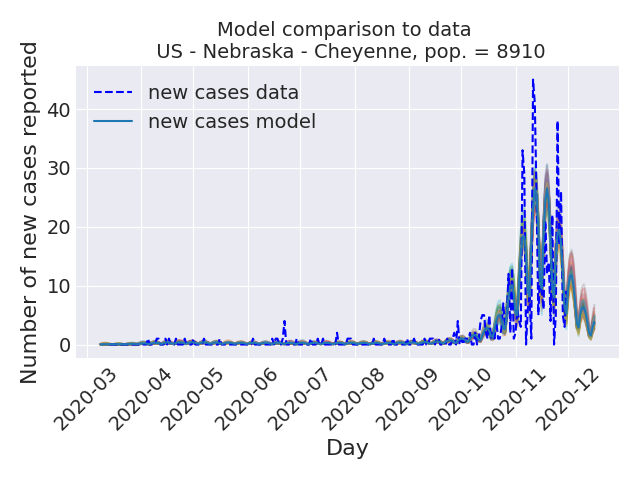 Model comparison to data
US - Nebraska - Cheyenne, pop. = 8910
Number of new cases reported
40
30
20
10
0
new cases data
new cases model
2020-03
2020-04
2020-05
2020-06
2020-07
2020-08
2020-09
2020-10
2020-11
2020-12
Day